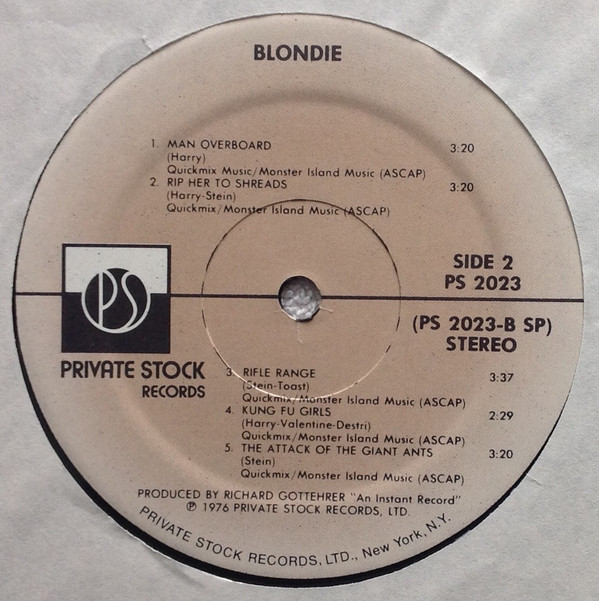 BLONDIE
1. MAN OVERBOARD 3:20
(Harry)
Quickmix Music/Monster Island Music (ASCAP)
2. RIP HER TO SHREADS 3:20
(Harry-Stein)
Quickmix/Monster Island Music (ASCAP)
SIDE 2
PS 2023
PS
(PS 2023-B SP)
STEREO
PRIVATE STOCK
RECORDS
3. RIFLE RANGE 3:37
(Stein-Toast)
Quickmix/Monster Island Music (ASCAP)
4. KUNG FU GIRLS 2:29
(Harry-Valentine-Destri)
Quickmix/Monster Island Music (ASCAP)
5. THE ATTACK OF THE GIANT ANTS 3:20
(Stein)
Quickmix/Monster Island Music (ASCAP)
PRODUCED BY RICHARD GOTTEHRER "An Instant Record"
℗ 1976 PRIVATE STOCK RECORDS, LTD.
PRIVATE STOCK RECORDS, LTD., New York, N.Y.